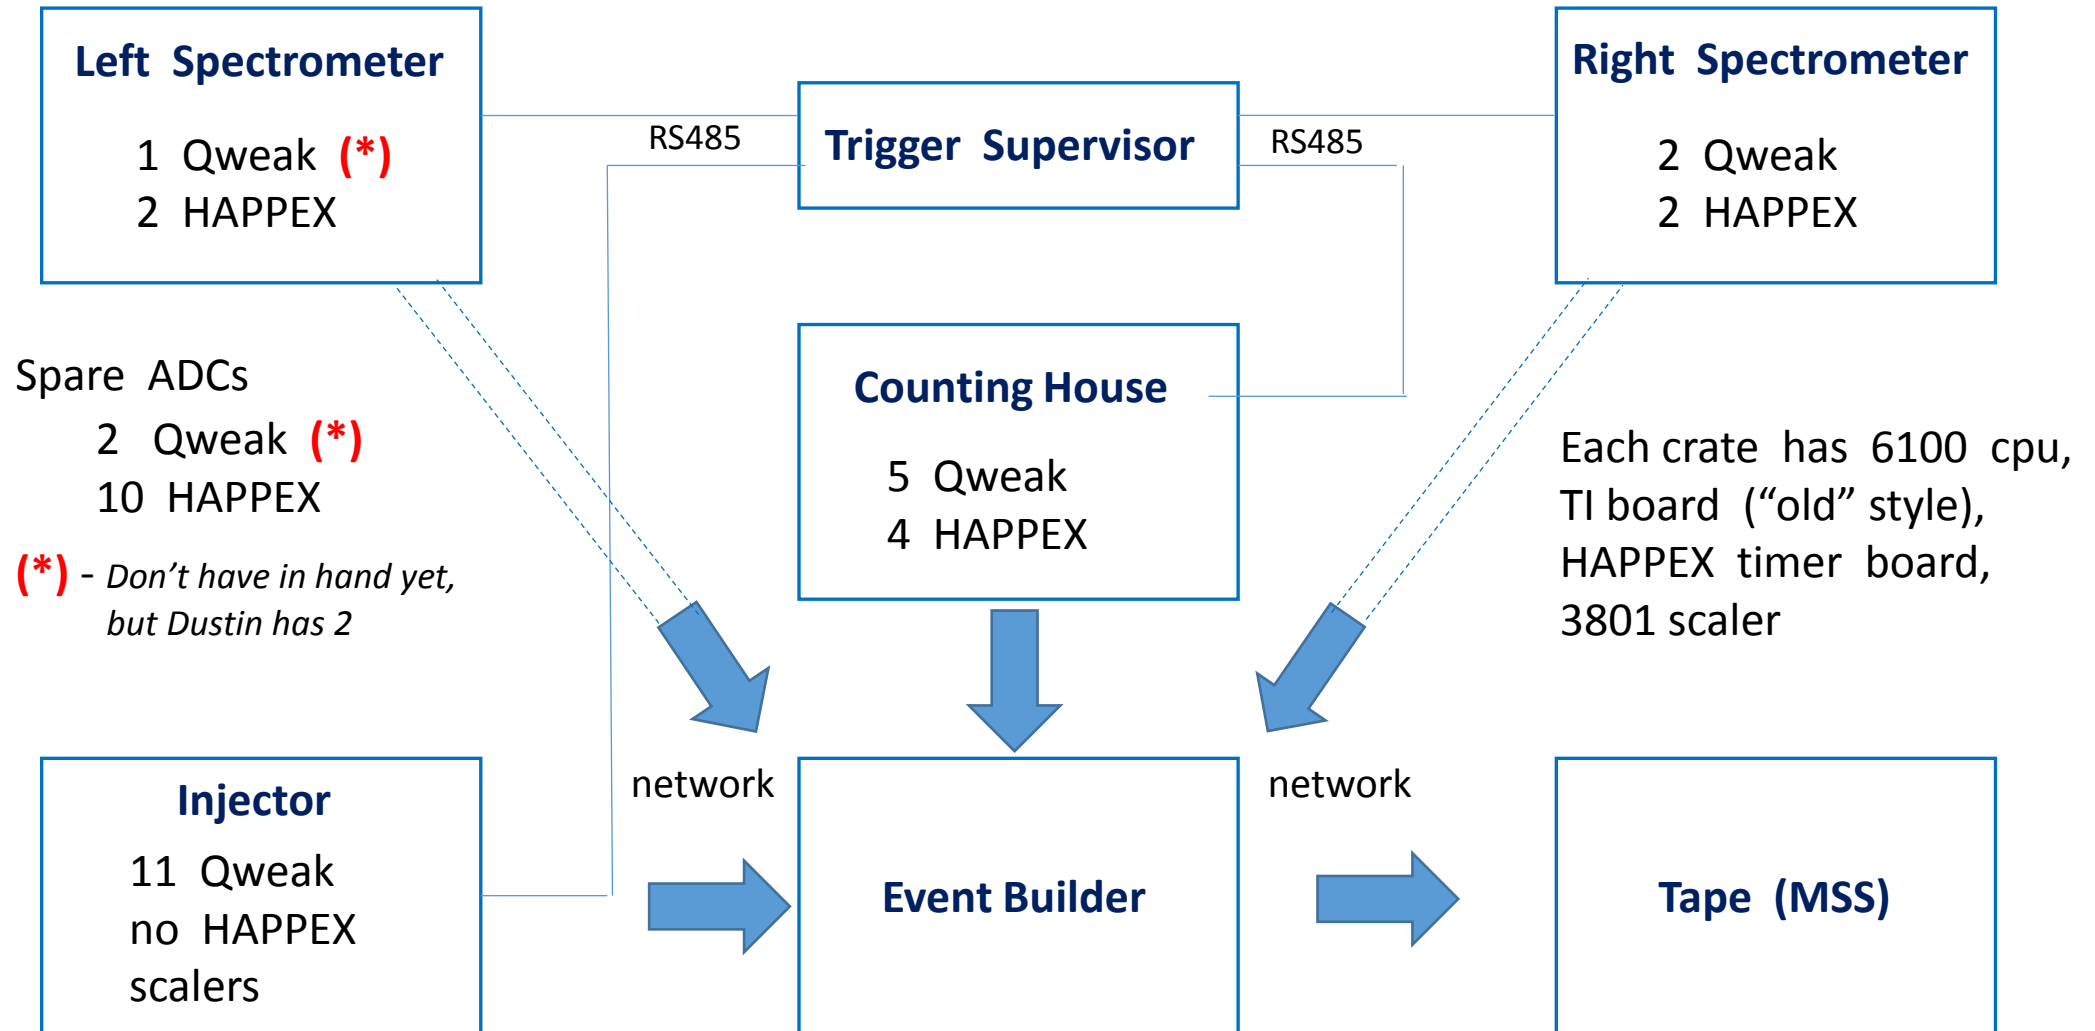 Left Spectrometer
1 Qweak (*)
2 HAPPEX
RS485
Trigger Supervisor
RS485
Right Spectrometer
2 Qweak
2 HAPPEX
Spare ADCs
2 Qweak (*)
10 HAPPEX
(*) - Don't have in hand yet,
but Dustin has 2
Counting House
5 Qweak
4 HAPPEX
Each crate has 6100 cpu,
TI board (“old” style),
HAPPEX timer board,
3801 scaler
Injector
11 Qweak
no HAPPEX
scalers
network
Event Builder
network
Tape (MSS)